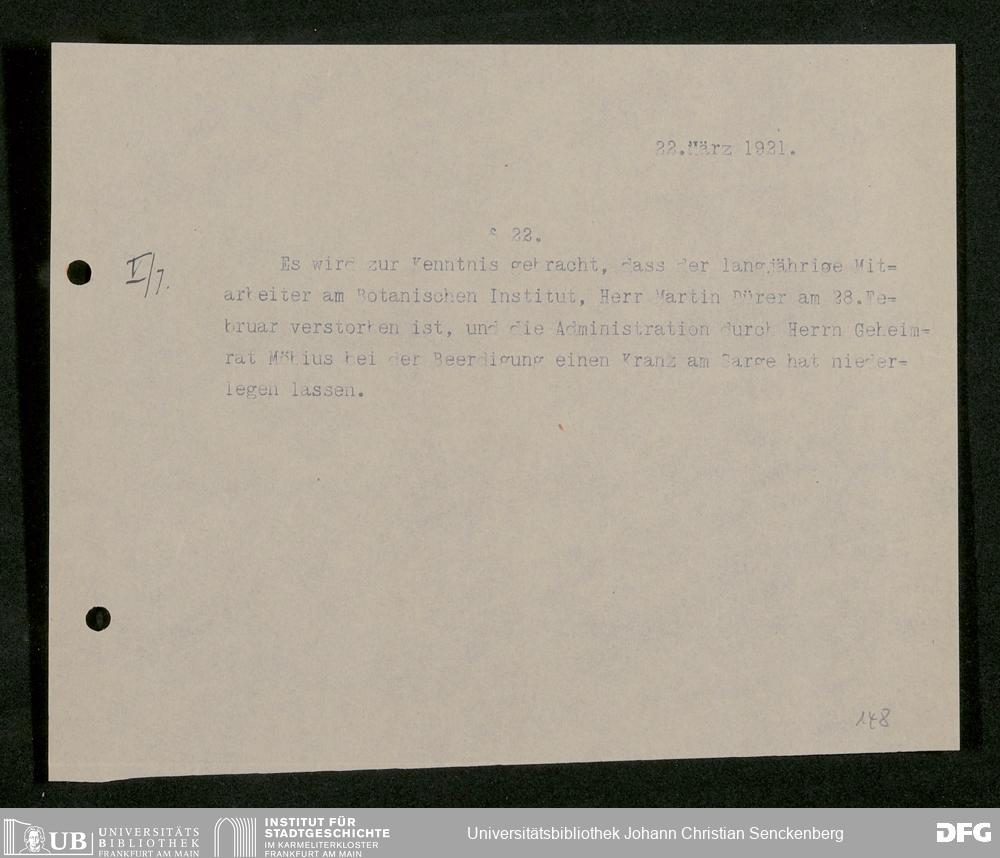 22.März 1921.
§ 22.
V/7.
Es wird zur Kenntnis gebracht, dass der langjährige Mit=
arbeiter am Botanischen Institut, Herr Martin Dürer am 28.Fe=
bruar verstorben ist, und die Administration durch Herrn Geheim=
rat Möbius bei der Beerdigung einen Kranz am Sarge hat nieder=
legen lassen.
148
UB UNIVERSITÄTS
BIBLIOTHEK
FRANKFURT AM MAIN
INSTITUT FÜR
STADTGESCHICHTE
IM KARMELITERKLOSTER
FRANKFURT AM MAIN
Universitätsbibliothek Johann Christian Senckenberg
DFG